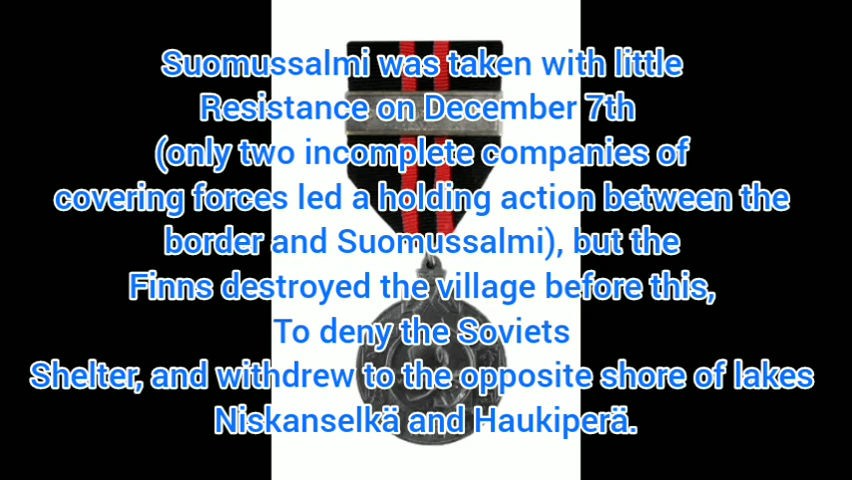 Suomussalmi was taken with little
Resistance on December 7th
(only two incomplete companies of
covering forces led a holding action between the
border and Suomussalmi), but the
Finns destroyed the village before this,
To deny the Soviets
Shelter, and withdrew to the opposite shore of lakes
Niskanselkä and Haukiperä.